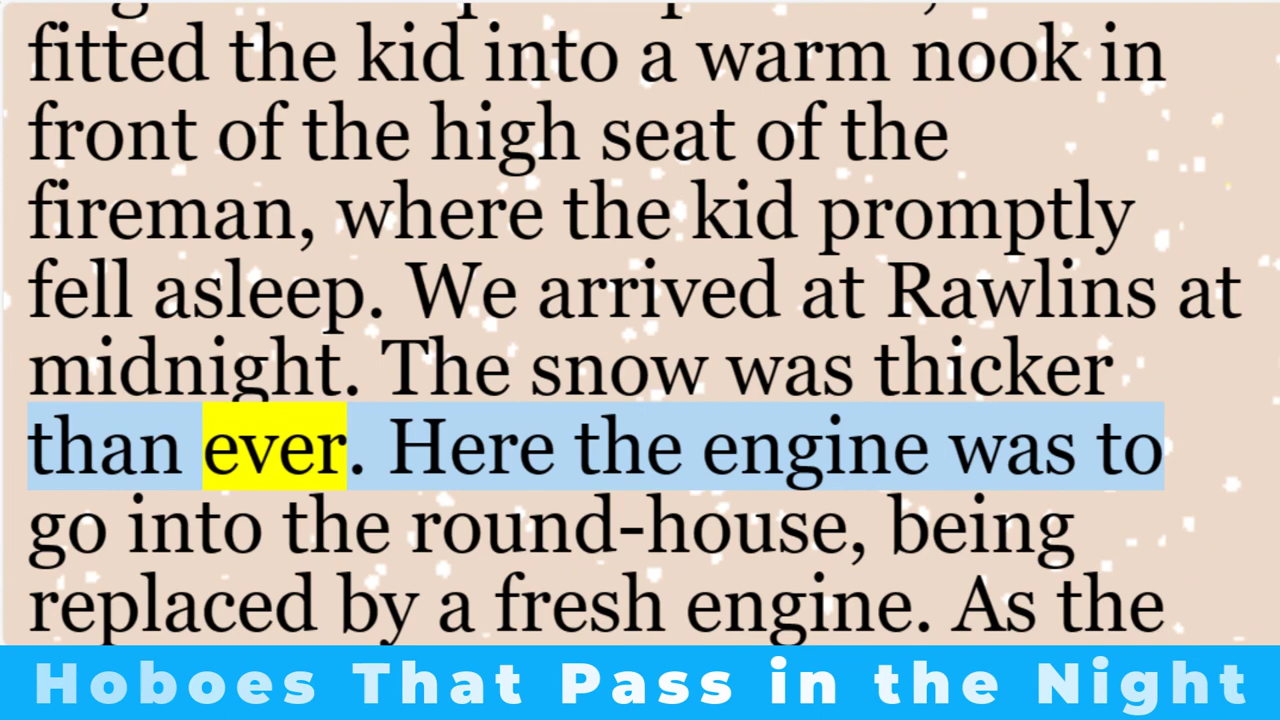 fitted the kid into a warm nook in
front of the high seat of the
fireman, where the kid promptly
fell asleep. We arrived at Rawlins at
midnight. The snow was thicker
than ever. Here the engine was to
go into the round-house, being
replaced by a fresh engine. As the
Hoboes That Pass in the Night